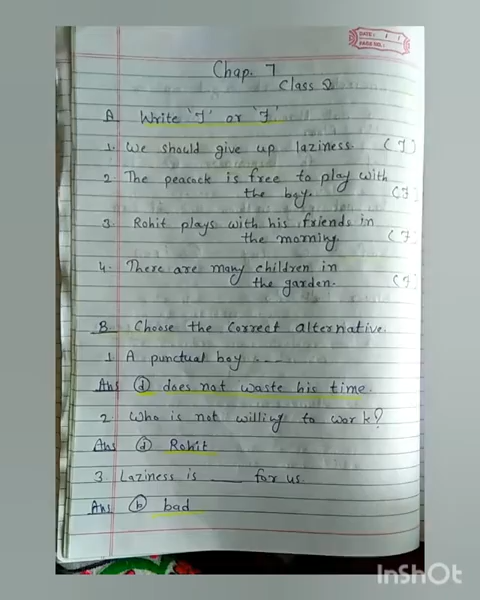 DATE: / /
PAGE NO.:
Chap. 7
Class 2
A Write 'T' or 'F'
1. We should give up laziness. (T)
2. The peacock is free to play with
the boy. (F)
3. Rohit plays with his friends in
the morning. (F)
4. There are many children in
the garden. (F)
B Choose the correct alternative.
1. A punctual boy ---
Ans (d) does not waste his time.
2. Who is not willing to work?
Ans (d) Rohit
3. Laziness is ___ for us.
Ans (b) bad
InShOt